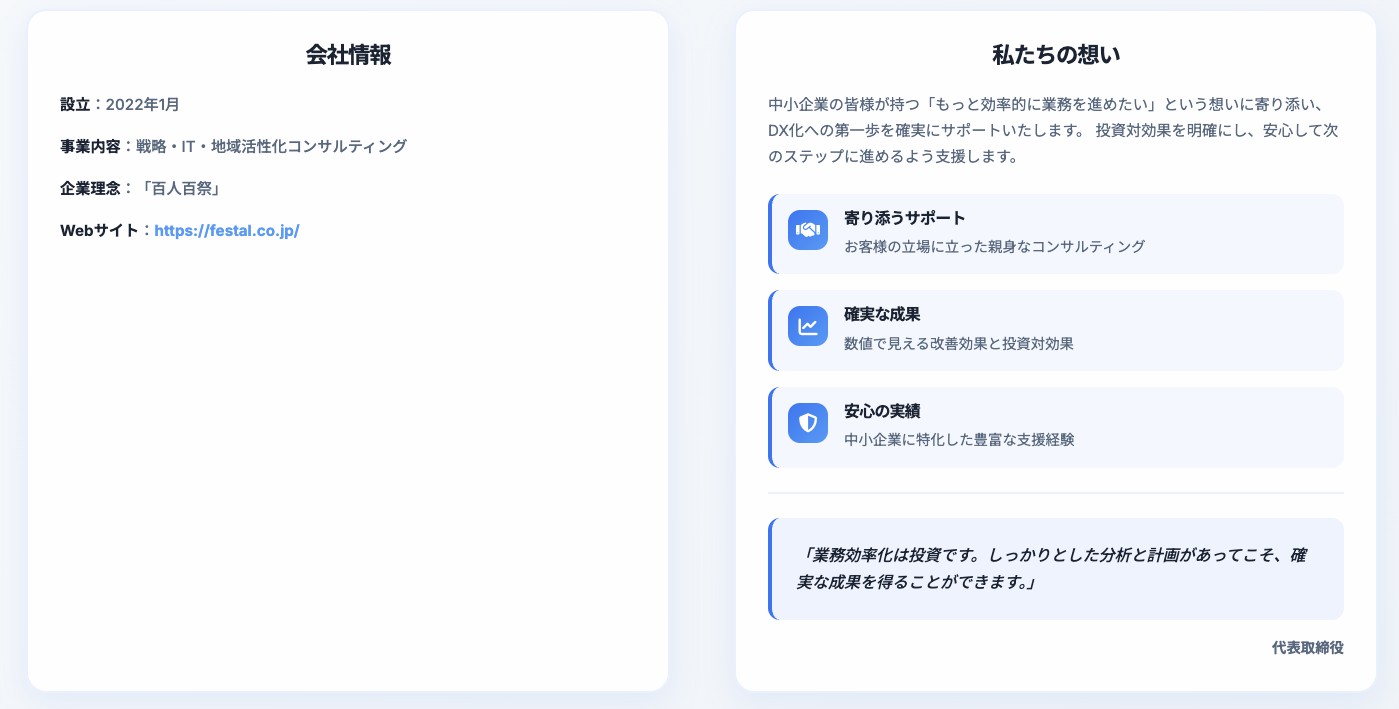 会社情報
設立：2022年1月
事業内容：戦略・IT・地域活性化コンサルティング
企業理念：「百人百祭」
Webサイト：https://festal.co.jp/
私たちの想い
中小企業の皆様が持つ「もっと効率的に業務を進めたい」という想いに寄り添い、
DX化への第一歩を確実にサポートいたします。 投資対効果を明確にし、安心して次
のステップに進めるよう支援します。
寄り添うサポート
お客様の立場に立った親身なコンサルティング
確実な成果
数値で見える改善効果と投資対効果
安心の実績
中小企業に特化した豊富な支援経験
「業務効率化は投資です。しっかりとした分析と計画があってこそ、確
実な成果を得ることができます。」
代表取締役